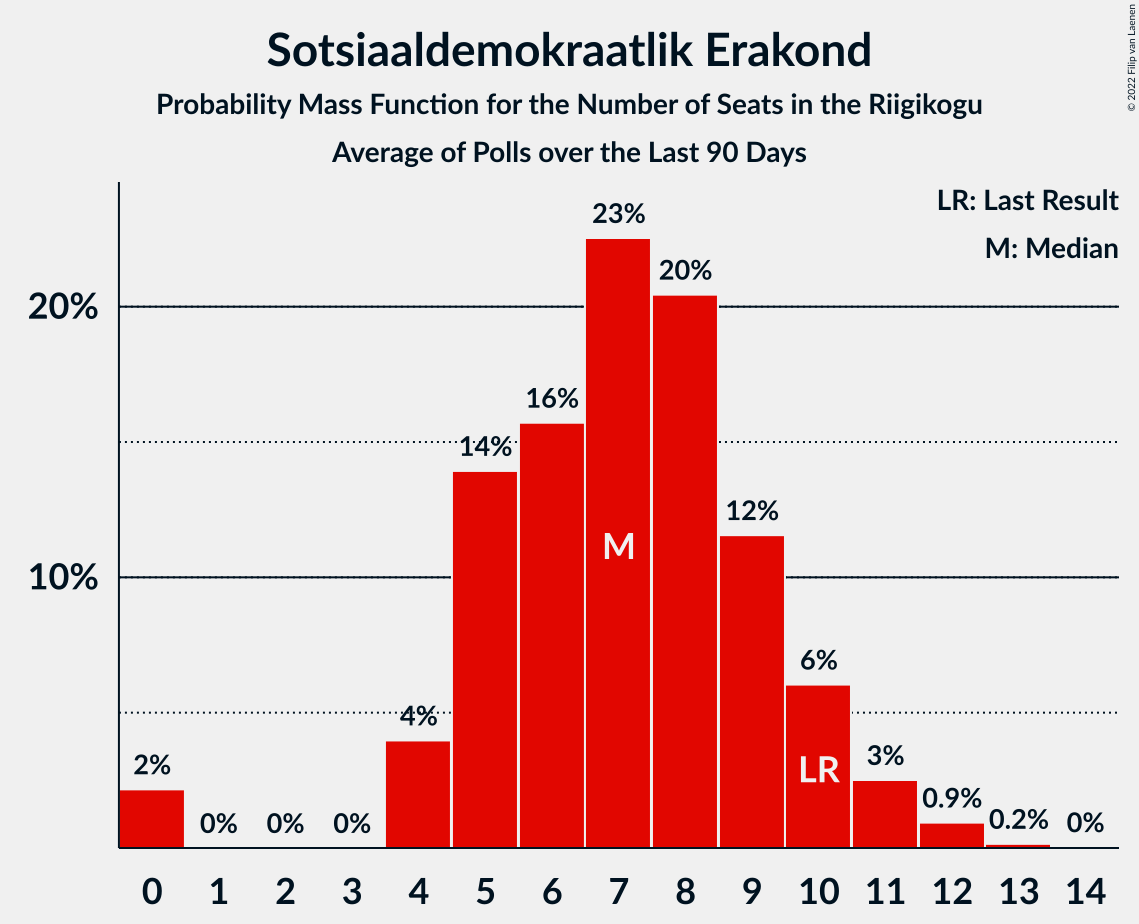 Sotsiaaldemokraatlik Erakond
Probability Mass Function for the Number of Seats in the Riigikogu
Average of Polls over the Last 90 Days
© 2022 Filip van Laenen
LR: Last Result
M: Median
23%
20%
20%
16%
14%
12%
M
10%
6%
4%
LR
3%
2%
0.9%
0.2%
0%
0%
0%
0%
0 1 2 3 4 5 6 7 8 9 10 11 12 13 14